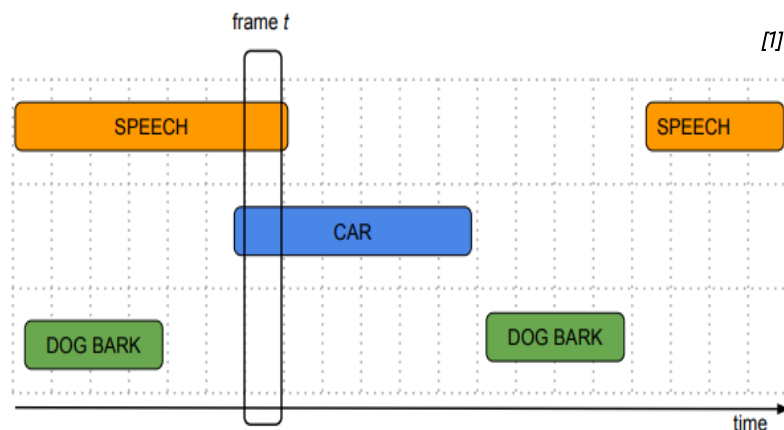 frame t
[1]
SPEECH
SPEECH
CAR
DOG BARK
DOG BARK
time